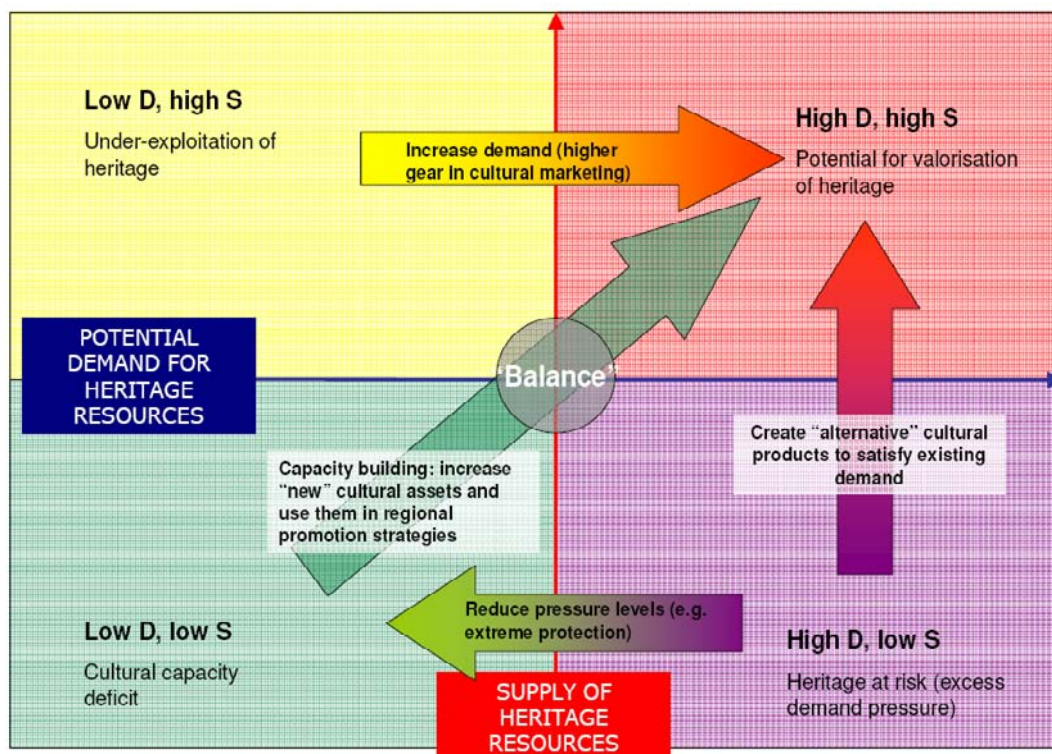 Low D, high S
Under-exploitation of
heritage
Increase demand (higher
gear in cultural marketing)
High D, high S
Potential for valorisation
of heritage
POTENTIAL
DEMAND FOR
HERITAGE
RESOURCES
“Balance”
Capacity building: increase
“new” cultural assets and
use them in regional
promotion strategies
Create “alternative” cultural
products to satisfy existing
demand
Low D, low S
Cultural capacity
deficit
Reduce pressure levels (e.g.
extreme protection)
High D, low S
Heritage at risk (excess
demand pressure)
SUPPLY OF
HERITAGE
RESOURCES